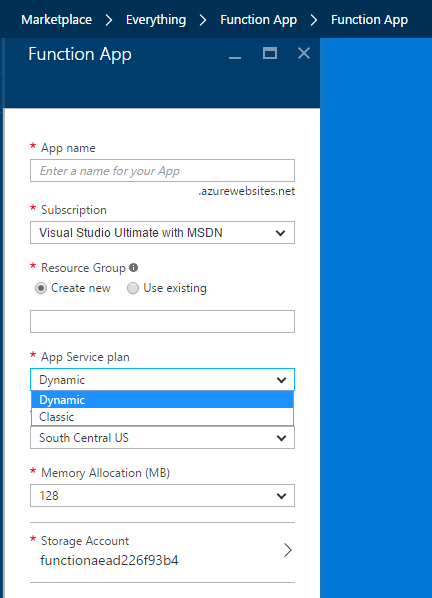 Marketplace > Everything > Function App > Function App
Function App
* App name
Enter a name for your App
.azurewebsites.net
* Subscription
Visual Studio Ultimate with MSDN
* Resource Group
Create new Use existing
* App Service plan
Dynamic
Dynamic
Classic
South Central US
* Memory Allocation (MB)
128
* Storage Account
functionaead226f93b4